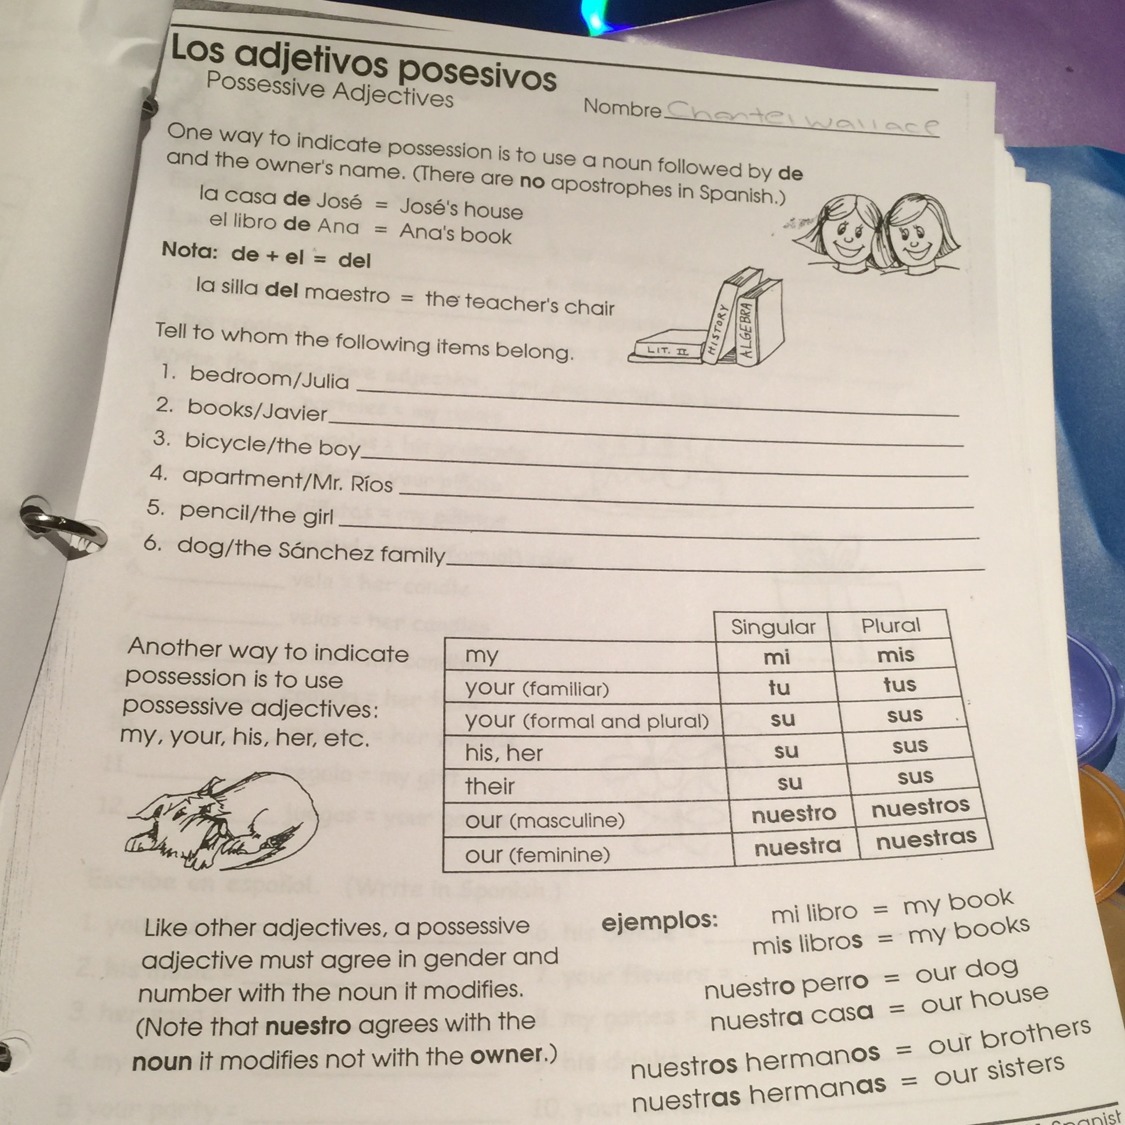 Los adjetivos posesivos
Possessive Adjectives
Nombre Chantel Wallace
One way to indicate possession is to use a noun followed by de
and the owner's name. (There are no apostrophes in Spanish.)
la casa de José = José's house
el libro de Ana = Ana's book
Nota: de + el = del
la silla del maestro = the teacher's chair
LIT. II
HISTORY
ALGEBRA
Tell to whom the following items belong.
1. bedroom/Julia
2. books/Javier
3. bicycle/the boy
4. apartment/Mr. Ríos
5. pencil/the girl
6. dog/the Sánchez family
Another way to indicate
possession is to use
possessive adjectives:
my, your, his, her, etc.
Singular Plural
my mi mis
your (familiar) tu tus
your (formal and plural) su sus
his, her su sus
their su sus
our (masculine) nuestro nuestros
our (feminine) nuestra nuestras
Like other adjectives, a possessive
adjective must agree in gender and
number with the noun it modifies.
(Note that nuestro agrees with the
noun it modifies not with the owner.)
ejemplos: mi libro = my book
mis libros = my books
nuestro perro = our dog
nuestra casa = our house
nuestros hermanos = our brothers
nuestras hermanas = our sisters